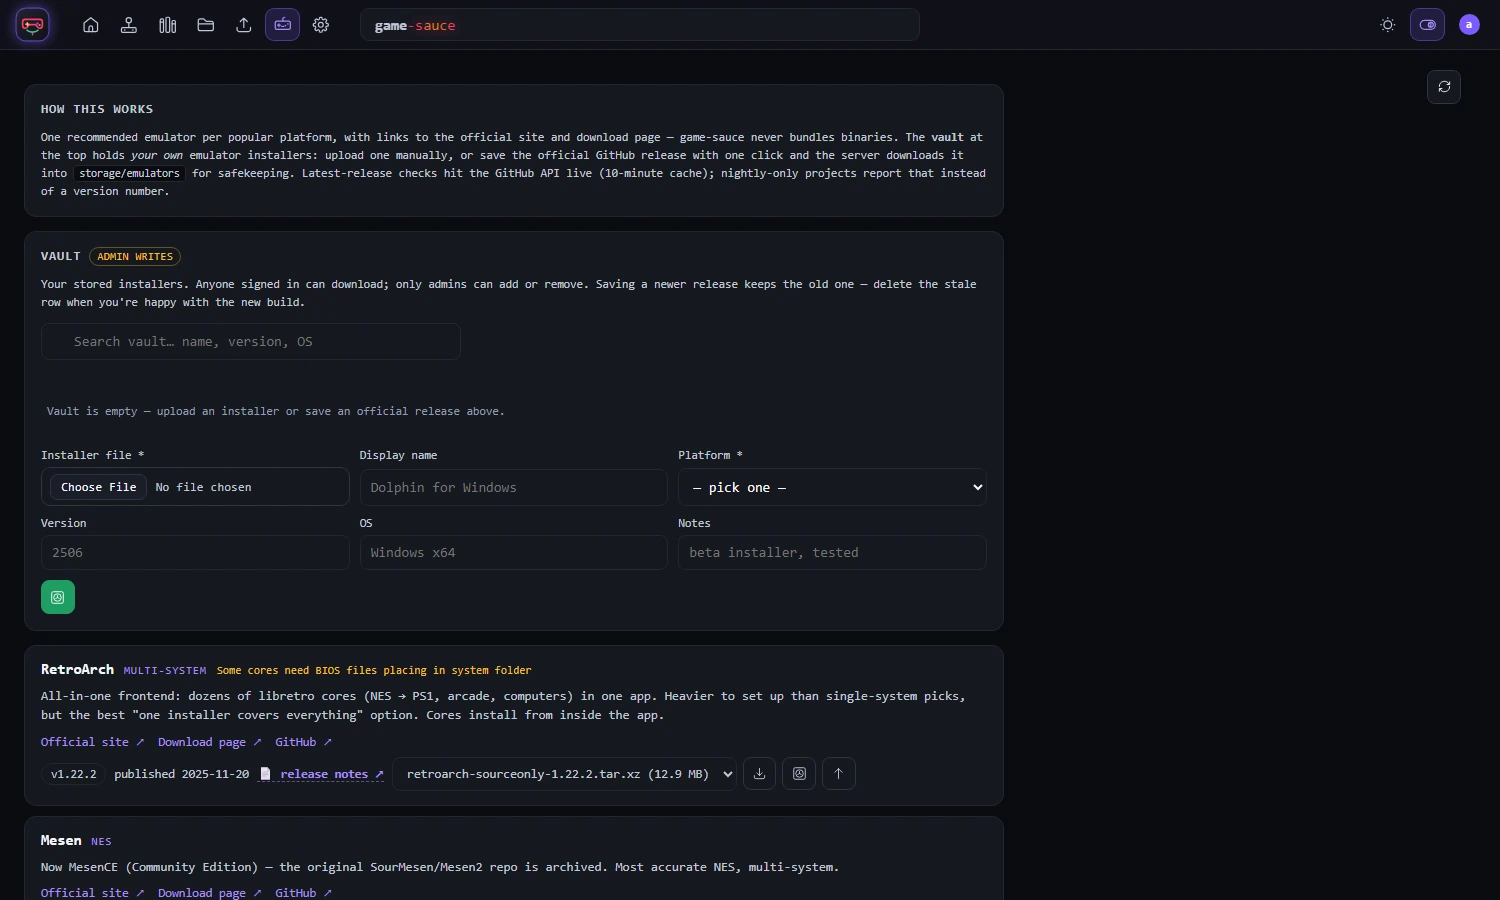 game-sauce
a
HOW THIS WORKS
One recommended emulator per popular platform, with links to the official site and download page — game-sauce never bundles binaries. The vault at
the top holds your own emulator installers: upload one manually, or save the official GitHub release with one click and the server downloads it
into storage/emulators for safekeeping. Latest-release checks hit the GitHub API live (10-minute cache); nightly-only projects report that instead
of a version number.
VAULT ADMIN WRITES
Your stored installers. Anyone signed in can download; only admins can add or remove. Saving a newer release keeps the old one — delete the stale
row when you're happy with the new build.
Search vault… name, version, OS
Vault is empty — upload an installer or save an official release above.
Installer file * Display name Platform *
Choose File No file chosen Dolphin for Windows — pick one —
Version OS Notes
2506 Windows x64 beta installer, tested
RetroArch MULTI-SYSTEM Some cores need BIOS files placing in system folder
All-in-one frontend: dozens of libretro cores (NES → PS1, arcade, computers) in one app. Heavier to set up than single-system picks,
but the best "one installer covers everything" option. Cores install from inside the app.
Official site ↗ Download page ↗ GitHub ↗
v1.22.2 published 2025-11-20 📄 release notes ↗ retroarch-sourceonly-1.22.2.tar.xz (12.9 MB)
Mesen NES
Now MesenCE (Community Edition) — the original SourMesen/Mesen2 repo is archived. Most accurate NES, multi-system.
Official site ↗ Download page ↗ GitHub ↗